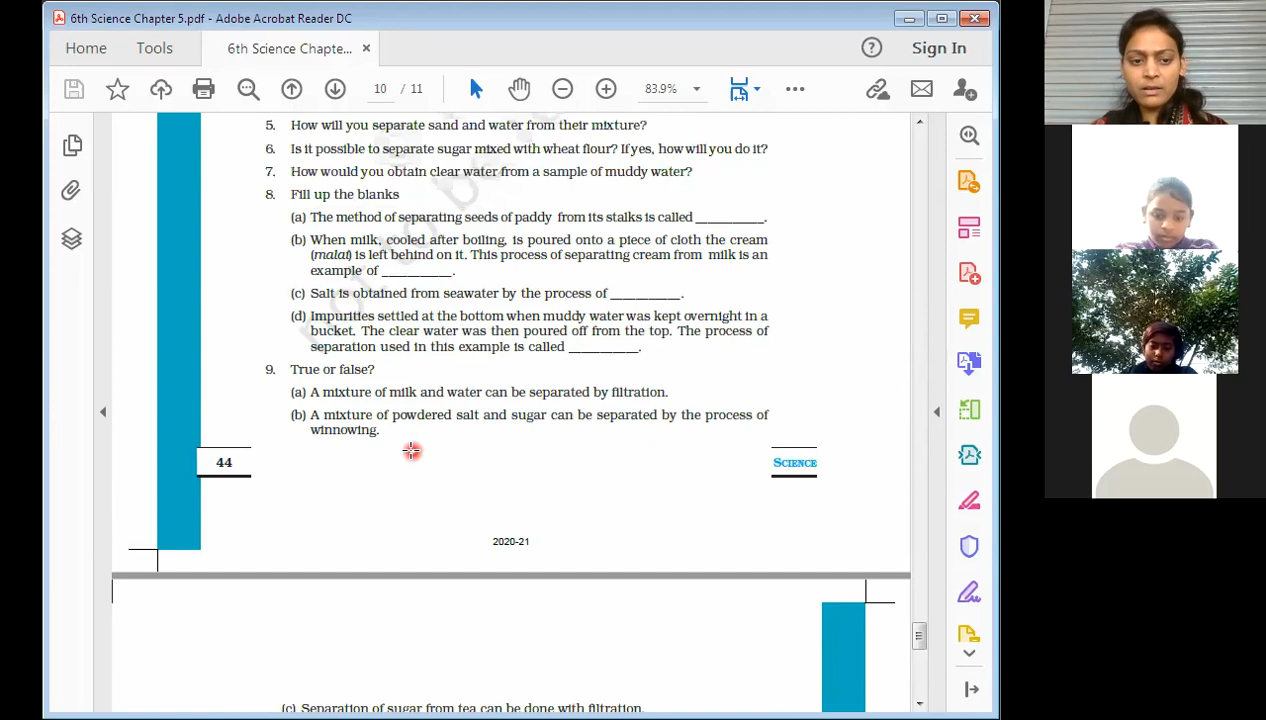 6th Science Chapter 5.pdf - Adobe Acrobat Reader DC
Home Tools 6th Science Chapte... × ? Sign In
10 / 11 83.9%
5. How will you separate sand and water from their mixture?
6. Is it possible to separate sugar mixed with wheat flour? If yes, how will you do it?
7. How would you obtain clear water from a sample of muddy water?
8. Fill up the blanks
(a) The method of separating seeds of paddy from its stalks is called ___________.
(b) When milk, cooled after boiling, is poured onto a piece of cloth the cream
(malai) is left behind on it. This process of separating cream from milk is an
example of ___________.
(c) Salt is obtained from seawater by the process of ___________.
(d) Impurities settled at the bottom when muddy water was kept overnight in a
bucket. The clear water was then poured off from the top. The process of
separation used in this example is called ___________.
9. True or false?
(a) A mixture of milk and water can be separated by filtration.
(b) A mixture of powdered salt and sugar can be separated by the process of
winnowing.
44 SCIENCE
2020-21
(c) Separation of sugar from tea can be done with filtration.